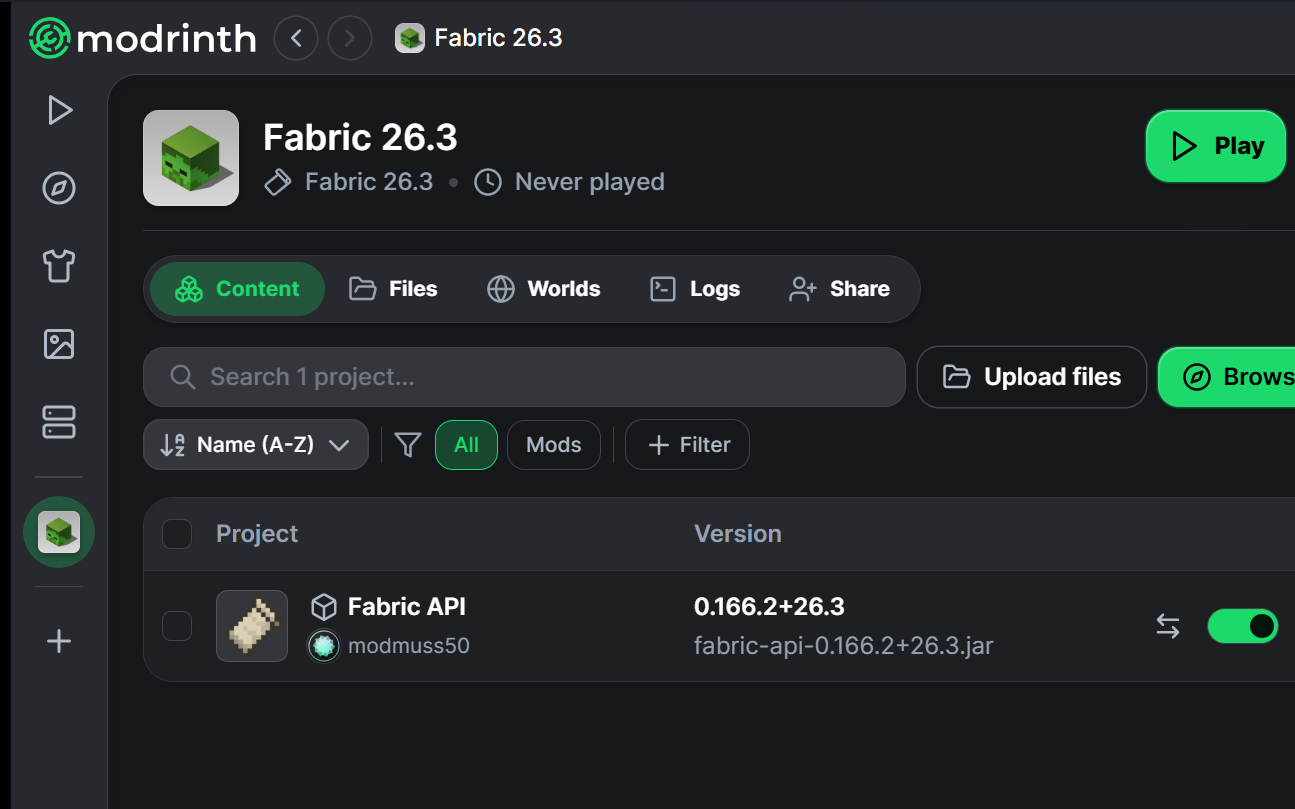 modrinth Fabric 26.3
Fabric 26.3
Fabric 26.3 • Never played
Play
Content Files Worlds Logs Share
Search 1 project... Upload files Brows
Name (A-Z) All Mods + Filter
Project Version
Fabric API 0.166.2+26.3
modmuss50 fabric-api-0.166.2+26.3.jar